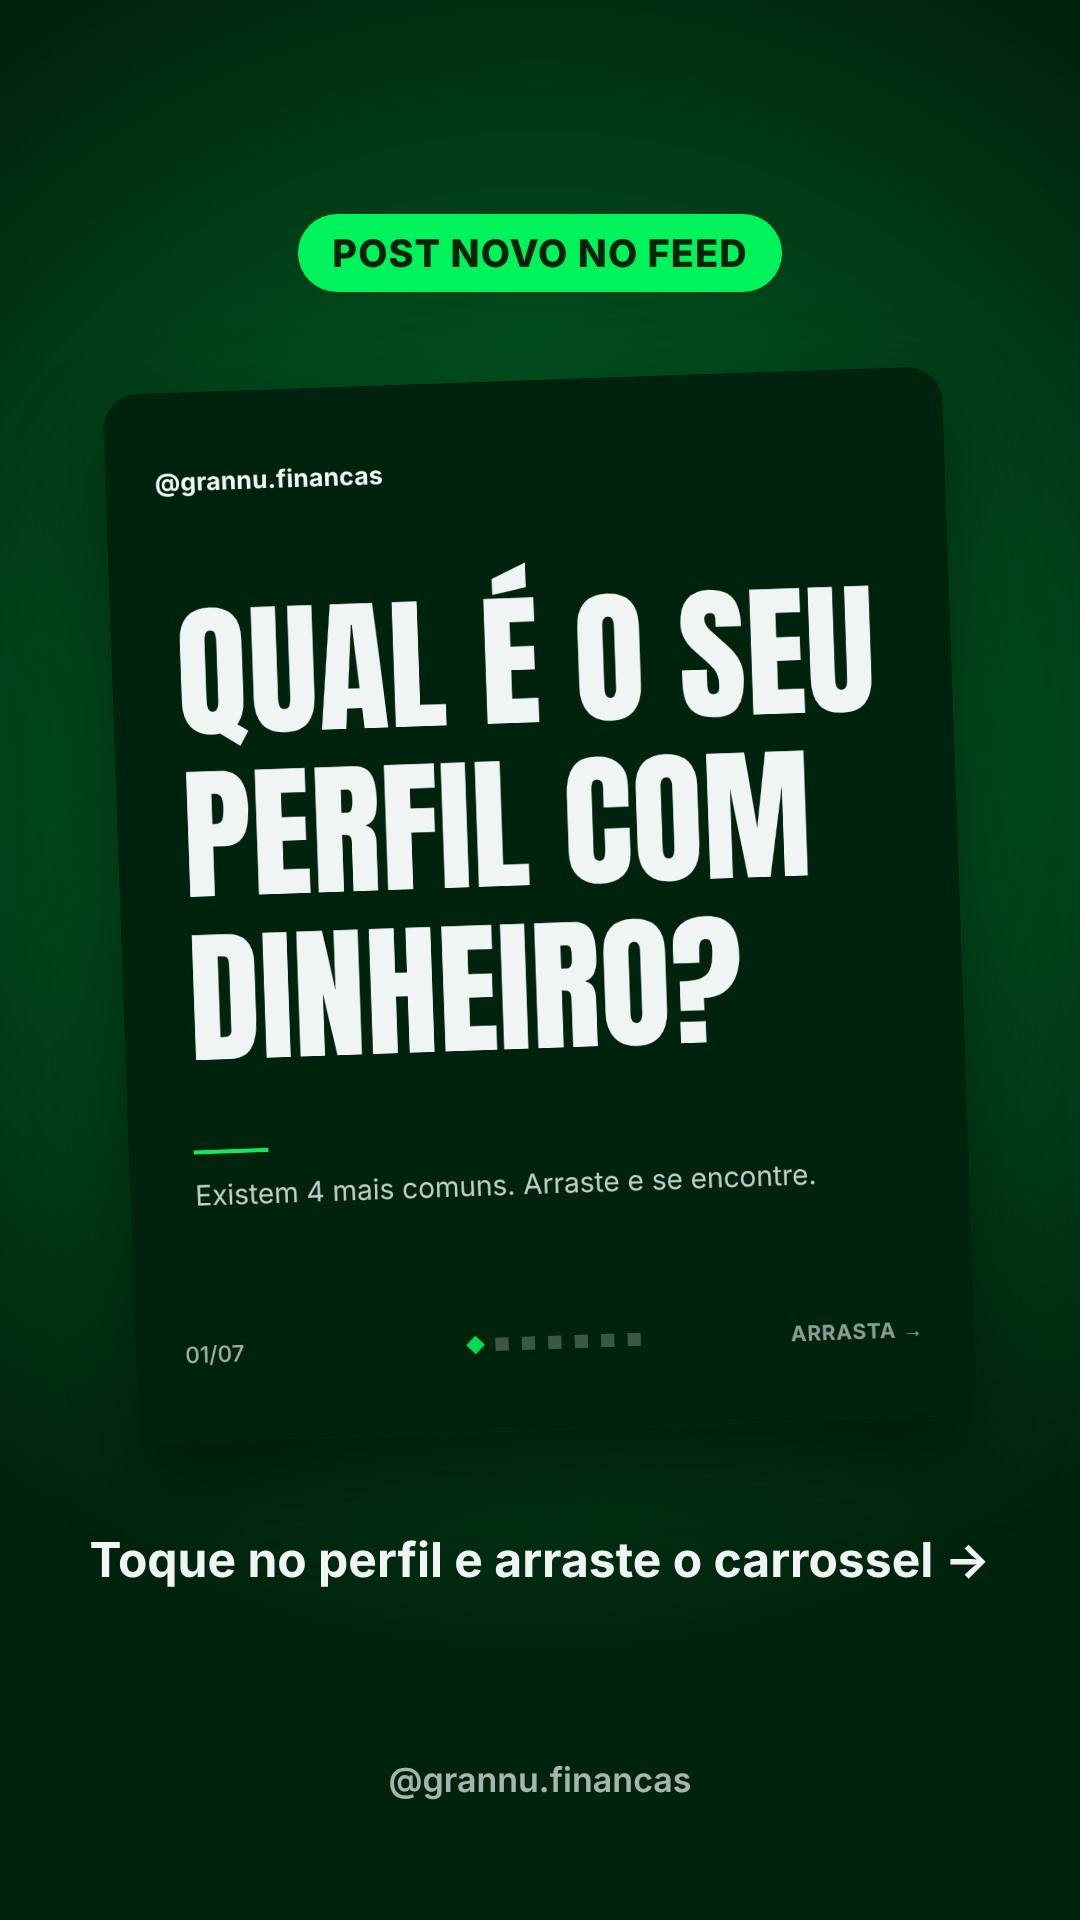 POST NOVO NO FEED
@grannu.financas
QUAL É O SEU
PERFIL COM
DINHEIRO?
Existem 4 mais comuns. Arraste e se encontre.
01/07
ARRASTA →
Toque no perfil e arraste o carrossel →
@grannu.financas